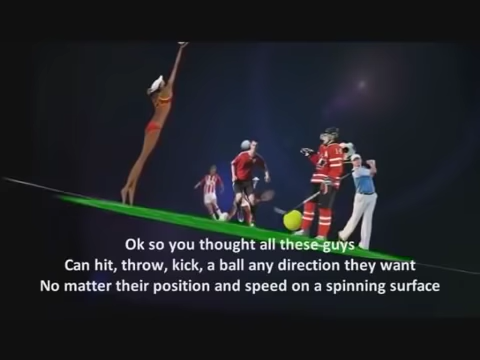 Ok so you thought all these guys
Can hit, throw, kick, a ball any direction they want
No matter their position and speed on a spinning surface